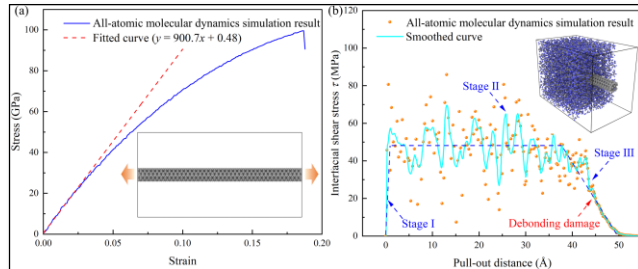 (a)
All-atomic molecular dynamics simulation result
Fitted curve (y = 900.7x + 0.48)
Stress (GPa)
100
80
60
40
20
0
0.00
0.05
0.10
0.15
0.20
Strain
(b)
All-atomic molecular dynamics simulation result
Smoothed curve
Interfacial shear stress τ (MPa)
100
80
60
40
20
0
Stage II
Stage III
Stage I
Debonding damage
0
10
20
30
40
50
Pull-out distance (Å)